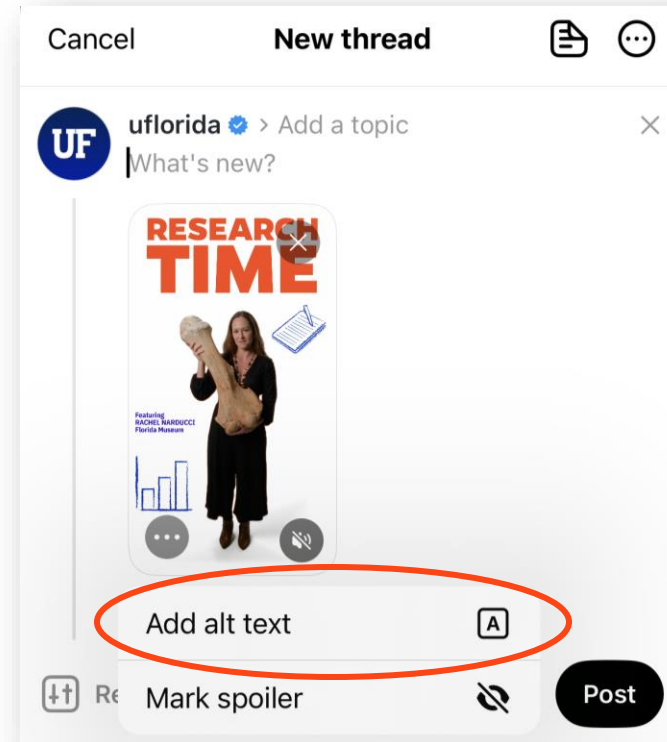 Cancel New thread
UF
uflorida > Add a topic
What's new?
RESEARCH
TIME
Featuring
RACHEL NARDUCCI
Florida Museum
Add alt text A
Mark spoiler
Post